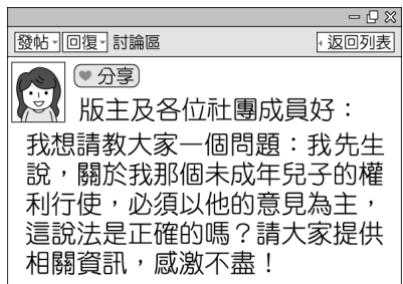 發帖 回復 討論區 返回列表
分享
版主及各位社團成員好：
我想請教大家一個問題：我先生
說，關於我那個未成年兒子的權
利行使，必須以他的意見為主，
這說法是正確的嗎？請大家提供
相關資訊，感激不盡！